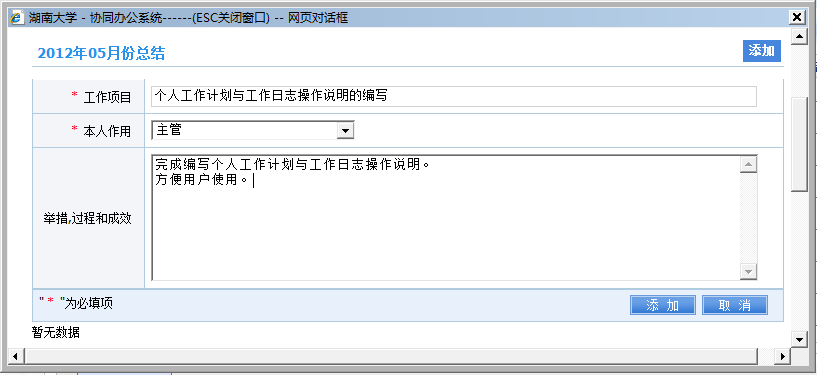 湖南大学 - 协同办公系统------(ESC关闭窗口) -- 网页对话框
2012年05月份总结
添加
* 工作项目
个人工作计划与工作日志操作说明的编写
* 本人作用
主管
举措,过程和成效
完成编写个人工作计划与工作日志操作说明。
方便用户使用。
"*"为必填项
添 加
取 消
暂无数据